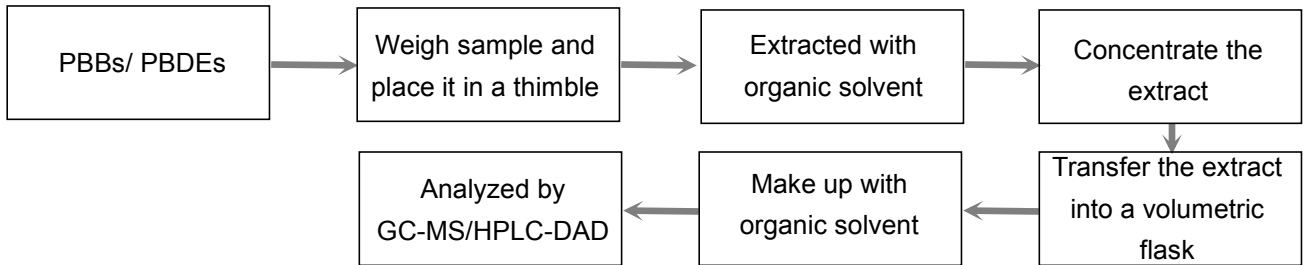 PBBs/ PBDEs
Weigh sample and
place it in a thimble
Extracted with
organic solvent
Concentrate the
extract
Transfer the extract
into a volumetric
flask
Make up with
organic solvent
Analyzed by
GC-MS/HPLC-DAD